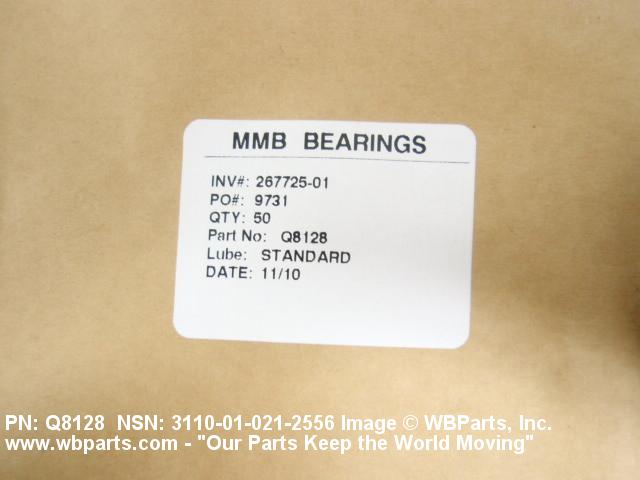 MMB BEARINGS
INV#: 267725-01
PO#: 9731
QTY: 50
Part No: Q8128
Lube: STANDARD
DATE: 11/10
PN: Q8128 NSN: 3110-01-021-2556 Image © WBParts, Inc.
www.wbparts.com - "Our Parts Keep the World Moving"